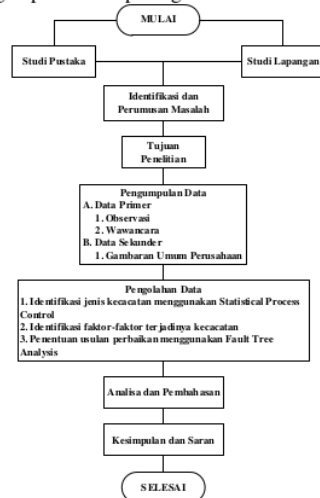 MULAI
Studi Pustaka
Studi Lapangan
Identifikasi dan
Perumusan Masalah
Tujuan
Penelitian
Pengumpulan Data
A. Data Primer
1. Observasi
2. Wawancara
B. Data Sekunder
1. Gambaran Umum Perusahaan
Pengolahan Data
1. Identifikasi jenis kecacatan menggunakan Statistical Process
Control
2. Identifikasi faktor-faktor terjadinya kecacatan
3. Penentuan usulan perbaikan menggunakan Fault Tree
Analysis
Analisa dan Pembahasan
Kesimpulan dan Saran
SELESAI